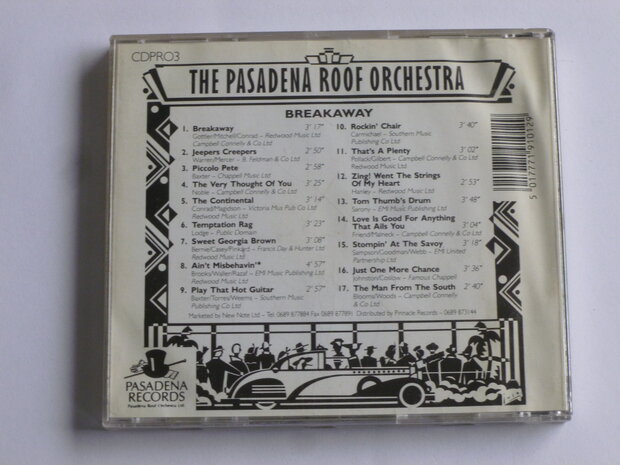 CDPRO3
THE PASADENA ROOF ORCHESTRA
BREAKAWAY
1. Breakaway 3'17"
Gottler/Mitchell/Conrad – Redwood Music Ltd
Campbell Connelly & Co Ltd
2. Jeepers Creepers 2'50"
Warren/Mercer – B. Feldman & Co Ltd
3. Piccolo Pete 2'58"
Baxter – Chappell Music Ltd
4. The Very Thought Of You 3'25"
Noble – Campbell Connelly & Co Ltd
5. The Continental 3'14"
Conrad/Magidson – Victoria Mus Pub Co Ltd
Redwood Music Ltd
6. Temptation Rag 3'23"
Lodge – Public Domain
7. Sweet Georgia Brown 3'08"
Bernie/Casey/Pinkard – Francis Day & Hunter Ltd
Redwood Music Ltd
8. Ain't Misbehavin'* 4'57"
Brooks/Waller/Razaf – EMI Music Publishing Ltd
Redwood Music Ltd
9. Play That Hot Guitar 2'57"
Baxter/Torres/Weems – Southern Music
Publishing Co Ltd
10. Rockin' Chair 3'40"
Carmichael – Southern Music
Publishing Co Ltd
11. That's A Plenty 3'02"
Pollack/Gilbert – Campbell Connelly & Co Ltd
12. Zing! Went The Strings
Of My Heart 2'53"
Hanley – Redwood Music Ltd
13. Tom Thumb's Drum 3'48"
Sarony – EMI Music Publishing Ltd
14. Love Is Good For Anything
That Ails You 3'04"
Friend/Malneck – Campbell Connelly & Co Ltd
15. Stompin' At The Savoy 3'18"
Sampson/Goodman/Webb – EMI United
Partnership Ltd
16. Just One More Chance 3'36"
Johnston/Coslow – Famous Chappell
17. The Man From The South 2'40"
Blooms/Woods – Campbell Connelly
& Co Ltd
Marketed by New Note Ltd – Tel: 0689 877884 Fax 0689 877891 Distributed by Pinnacle Records – 0689 873144
5 017771 910129
PASADENA
RECORDS
Pasadena Roof Orchestra Ltd